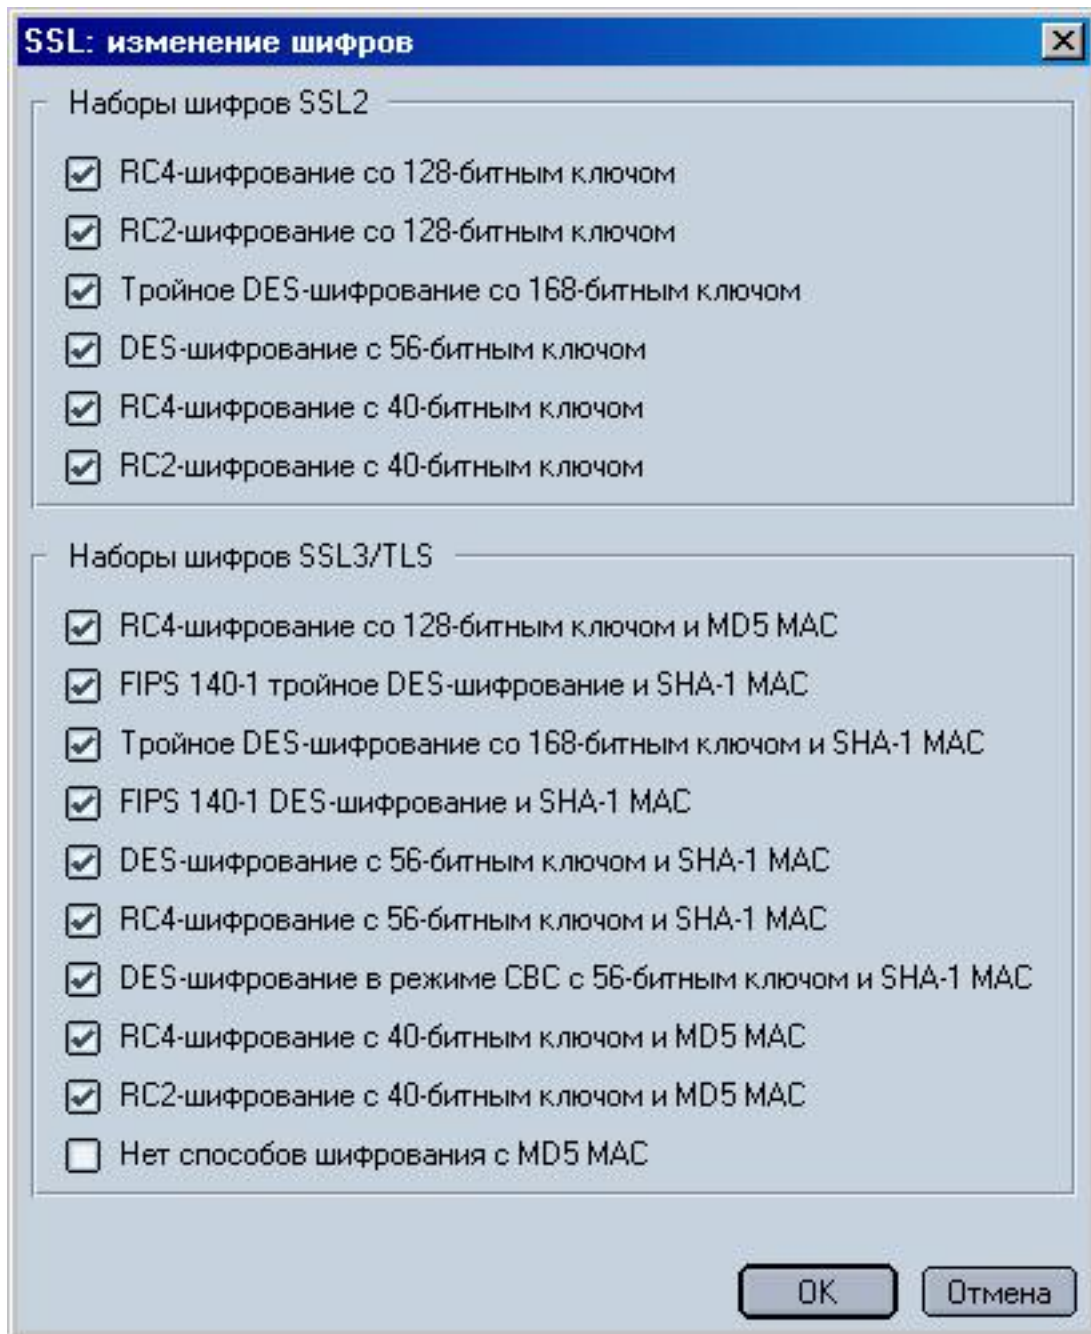 SSL: изменение шифров
Наборы шифров SSL2
RC4-шифрование со 128-битным ключом
RC2-шифрование со 128-битным ключом
Тройное DES-шифрование со 168-битным ключом
DES-шифрование с 56-битным ключом
RC4-шифрование с 40-битным ключом
RC2-шифрование с 40-битным ключом
Наборы шифров SSL3/TLS
RC4-шифрование со 128-битным ключом и MD5 MAC
FIPS 140-1 тройное DES-шифрование и SHA-1 MAC
Тройное DES-шифрование со 168-битным ключом и SHA-1 MAC
FIPS 140-1 DES-шифрование и SHA-1 MAC
DES-шифрование с 56-битным ключом и SHA-1 MAC
RC4-шифрование с 56-битным ключом и SHA-1 MAC
DES-шифрование в режиме CBC с 56-битным ключом и SHA-1 MAC
RC4-шифрование с 40-битным ключом и MD5 MAC
RC2-шифрование с 40-битным ключом и MD5 MAC
Нет способов шифрования с MD5 MAC
OK Отмена